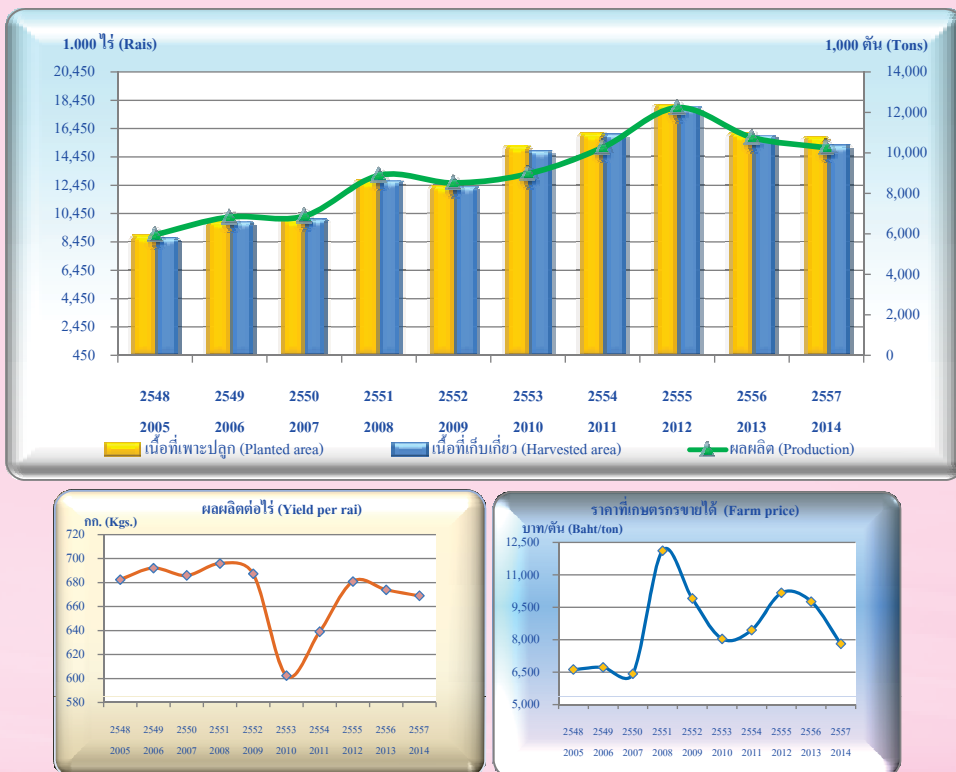 1.000 ไร่ (Rais) 1,000 ตัน (Tons)
20,450 14,000
18,450 12,000
16,450 10,000
14,450 8,000
12,450 6,000
10,450 4,000
8,450 2,000
6,450 0
4,450
2,450
450
2548 2549 2550 2551 2552 2553 2554 2555 2556 2557
2005 2006 2007 2008 2009 2010 2011 2012 2013 2014
เนื้อที่เพาะปลูก (Planted area) เนื้อที่เก็บเกี่ยว (Harvested area) ผลผลิต (Production)
ผลผลิตต่อไร่ (Yield per rai)
กก. (Kgs.)
720
700
680
660
640
620
600
580
2548 2549 2550 2551 2552 2553 2554 2555 2556 2557
2005 2006 2007 2008 2009 2010 2011 2012 2013 2014
ราคาที่เกษตรกรขายได้ (Farm price)
บาท/ตัน (Baht/ton)
12,500
11,000
9,500
8,000
6,500
5,000
2548 2549 2550 2551 2552 2553 2554 2555 2556 2557
2005 2006 2007 2008 2009 2010 2011 2012 2013 2014